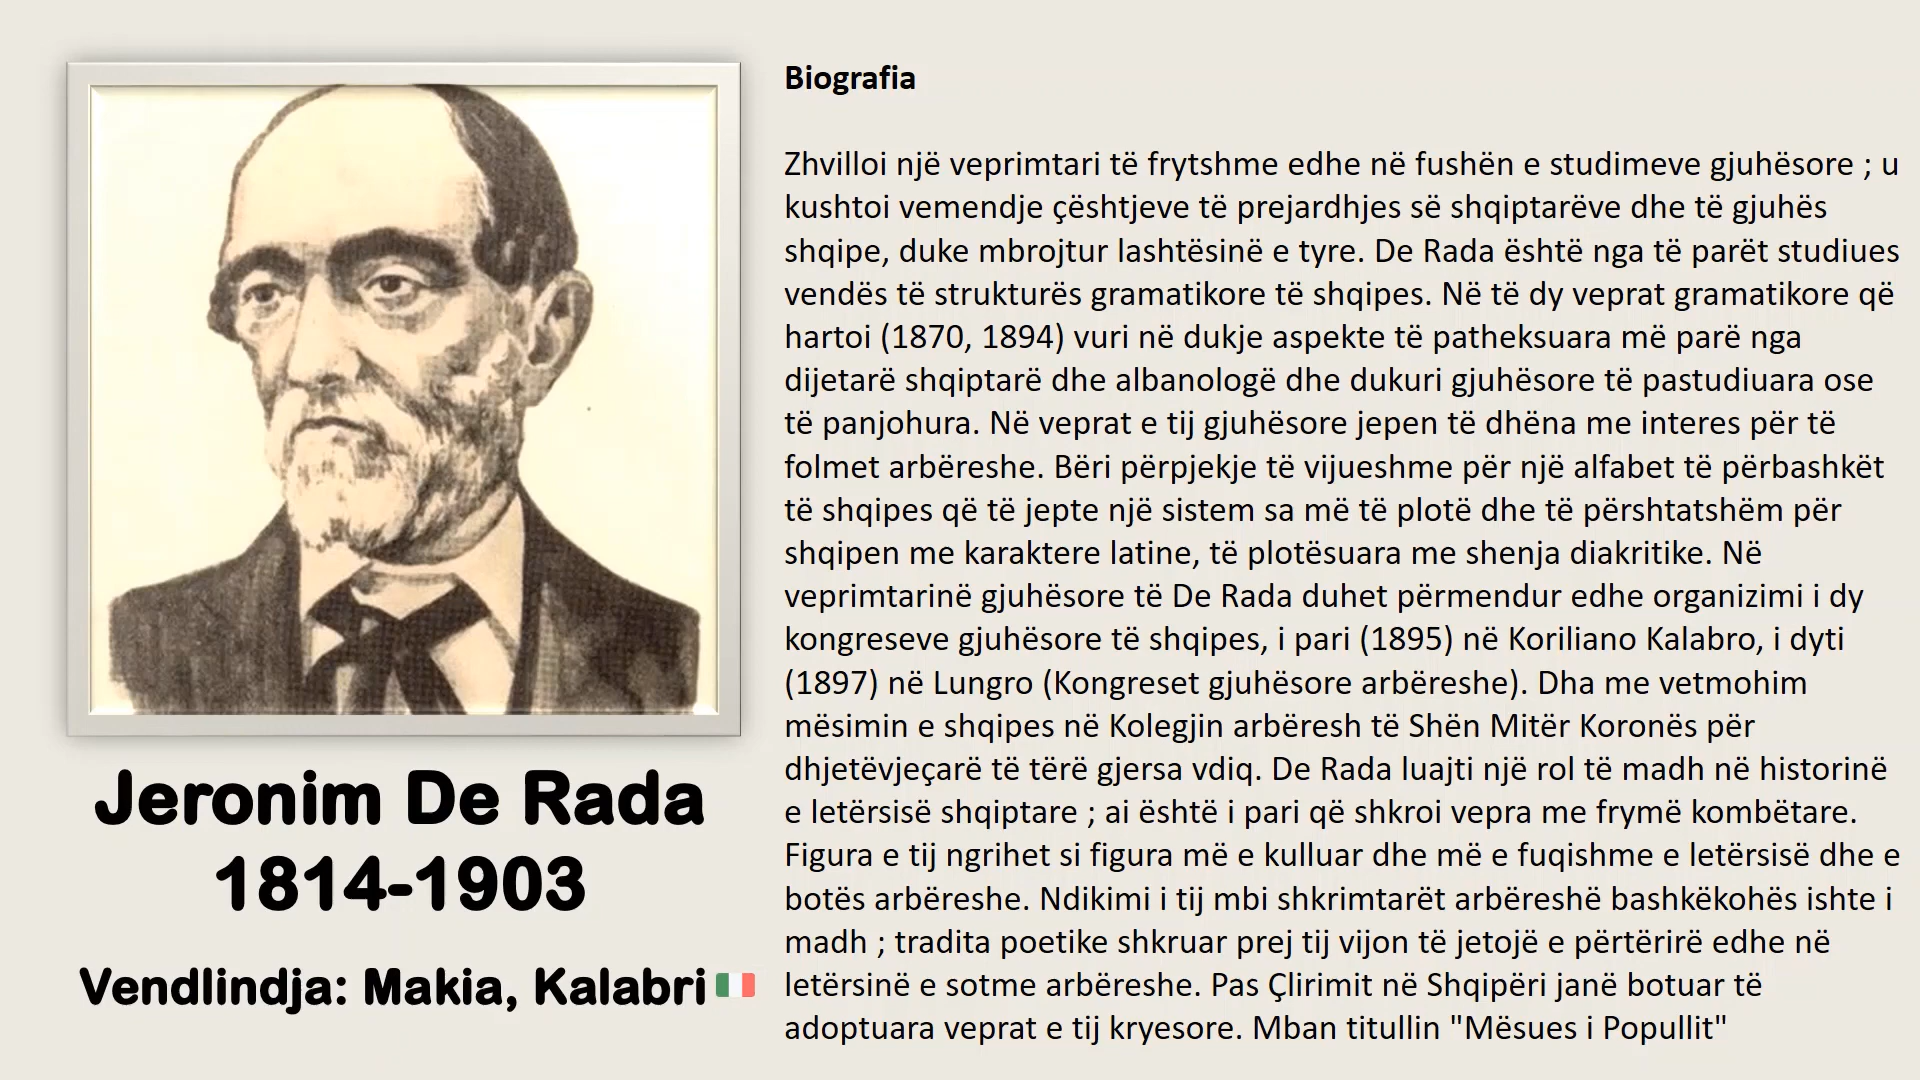 Biografia
Zhvilloi një veprimtari të frytshme edhe në fushën e studimeve gjuhësore ; u
kushtoi vemendje çështjeve të prejardhjes së shqiptarëve dhe të gjuhës
shqipe, duke mbrojtur lashtësinë e tyre. De Rada është nga të parët studiues
vendës të strukturës gramatikore të shqipes. Në të dy veprat gramatikore që
hartoi (1870, 1894) vuri në dukje aspekte të patheksuara më parë nga
dijetarë shqiptarë dhe albanologë dhe dukuri gjuhësore të pastudiuara ose
të panjohura. Në veprat e tij gjuhësore jepen të dhëna me interes për të
folmet arbëreshe. Bëri përpjekje të vijueshme për një alfabet të përbashkët
të shqipes që të jepte një sistem sa më të plotë dhe të përshtatshëm për
shqipen me karaktere latine, të plotësuara me shenja diakritike. Në
veprimtarinë gjuhësore të De Rada duhet përmendur edhe organizimi i dy
kongreseve gjuhësore të shqipes, i pari (1895) në Koriliano Kalabro, i dyti
(1897) në Lungro (Kongreset gjuhësore arbëreshe). Dha me vetmohim
mësimin e shqipes në Kolegjin arbëresh të Shën Mitër Koronës për
dhjetëvjeçarë të tërë gjersa vdiq. De Rada luajti një rol të madh në historinë
e letërsisë shqiptare ; ai është i pari që shkroi vepra me frymë kombëtare.
Figura e tij ngrihet si figura më e kulluar dhe më e fuqishme e letërsisë dhe e
botës arbëreshe. Ndikimi i tij mbi shkrimtarët arbëreshë bashkëkohës ishte i
madh ; tradita poetike shkruar prej tij vijon të jetojë e përtërirë edhe në
letërsinë e sotme arbëreshe. Pas Çlirimit në Shqipëri janë botuar të
adoptuara veprat e tij kryesore. Mban titullin "Mësues i Popullit"
Jeronim De Rada
1814-1903
Vendlindja: Makia, Kalabri